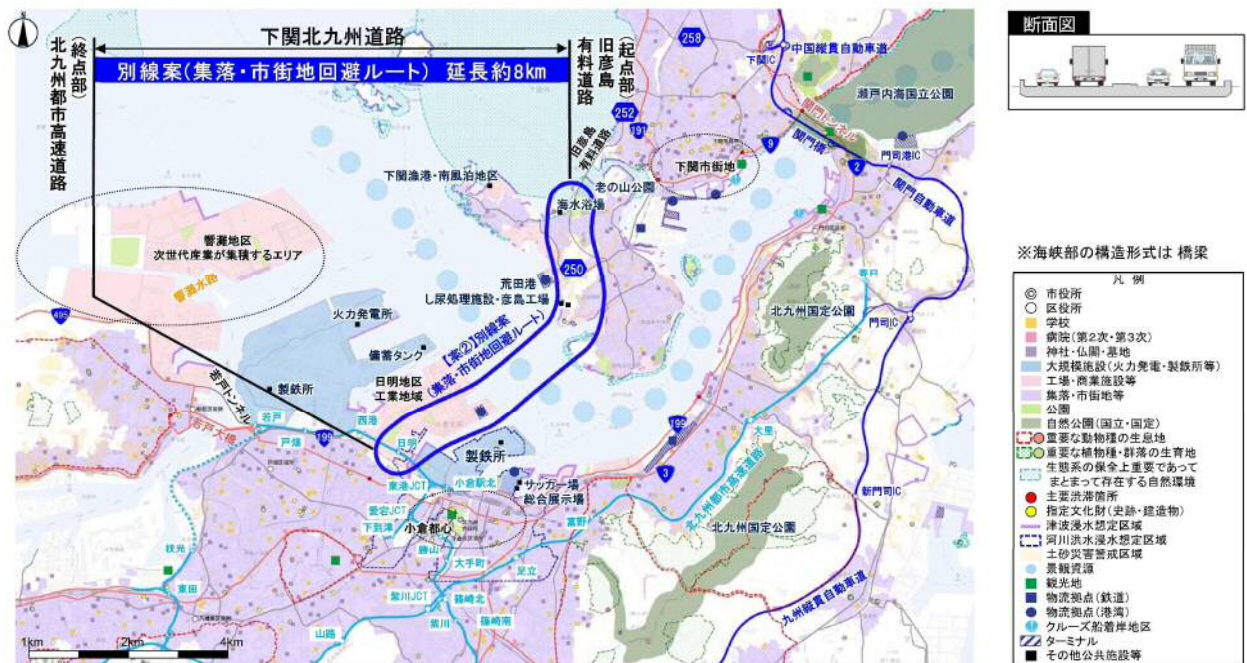 N
下関北九州道路
別線案(集落・市街地回避ルート) 延長約8km
(終点部)
北九州都市高速道路
(起点部)
旧彦島
有料道路
258
中国縦貫自動車道
下関IC
瀬戸内海国立公園
関門トンネル
252
191
旧彦島
有料道路
9
関門橋
門司港IC
2
関門自動車道
下関市街地
下関漁港・南風泊地区
老の山公園
海水浴場
響灘地区
次世代産業が集積するエリア
響灘水路
250
荒田港
し尿処理施設・彦島工場
春日
495
火力発電所
北九州国定公園
門司IC
備蓄タンク
【案②】別線案
(集落・市街地回避ルート)
製鉄所
日明地区
工業地域
若戸トンネル
若戸大橋
若戸
戸畑
199
西港
日明
製鉄所
199
大里
3
北九州都市高速道路
東港JCT
小倉駅北
サッカー場
総合展示場
新門司IC
愛宕JCT
下到津
小倉都心
富野
北九州国定公園
勝山
大手町
足立
枝光
東田
紫川JCT
篠崎北
紫川
篠崎南
山路
九州縦貫自動車道
1km
2km
4km
断面図
※海峡部の構造形式は 橋梁
凡 例
市役所
区役所
学校
病院(第2次・第3次)
神社・仏閣・墓地
大規模施設(火力発電・製鉄所等)
工場・商業施設等
集落・市街地等
公園
自然公園(国立・国定)
重要な動物種の生息地
重要な植物種・群落の生育地
生態系の保全上重要であって
まとまって存在する自然環境
主要渋滞箇所
指定文化財(史跡・建造物)
津波浸水想定区域
河川洪水浸水想定区域
土砂災害警戒区域
景観資源
観光地
物流拠点(鉄道)
物流拠点(港湾)
クルーズ船着岸地区
ターミナル
その他公共施設等